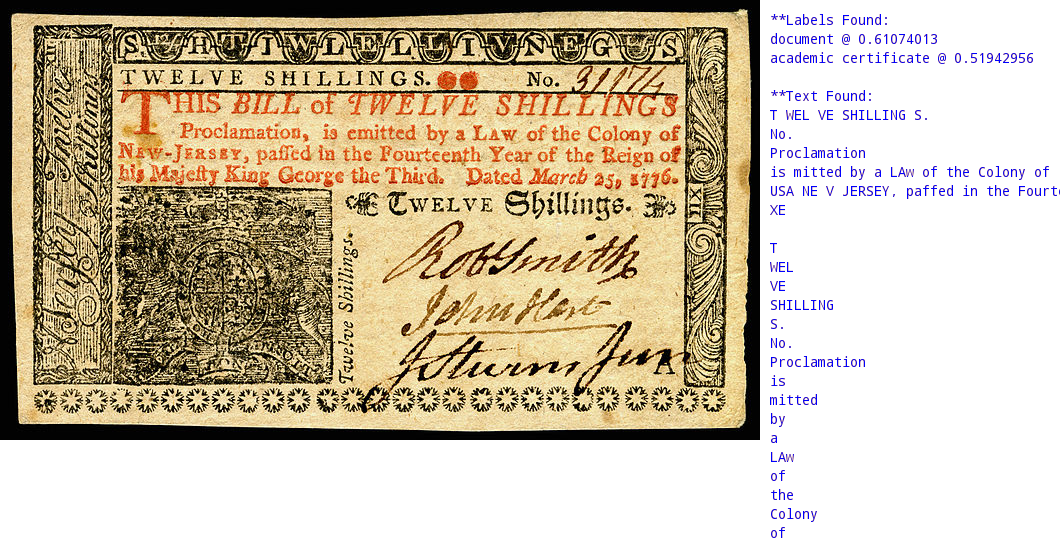 TWELVE SHILLINGS. No. 31174
THIS BILL of TWELVE SHILLINGS
Proclamation, is emitted by a LAW of the Colony of
NEW-JERSEY, paſſed in the Fourteenth Year of the Reign of
his Majeſty King George the Third. Dated March 25, 1776.
TWELVE Shillings.
Twelve Shillings.
Twelve
Shillings
XII
RobSmith
John Hart
J Stevens Jun
A
**Labels Found:
document @ 0.61074013
academic certificate @ 0.51942956
**Text Found:
T WEL VE SHILLING S.
No.
Proclamation
is mitted by a LAw of the Colony of
USA NE V JERSEY, paffed in the Fourt
XE
T
WEL
VE
SHILLING
S.
No.
Proclamation
is
mitted
by
a
LAw
of
the
Colony
of